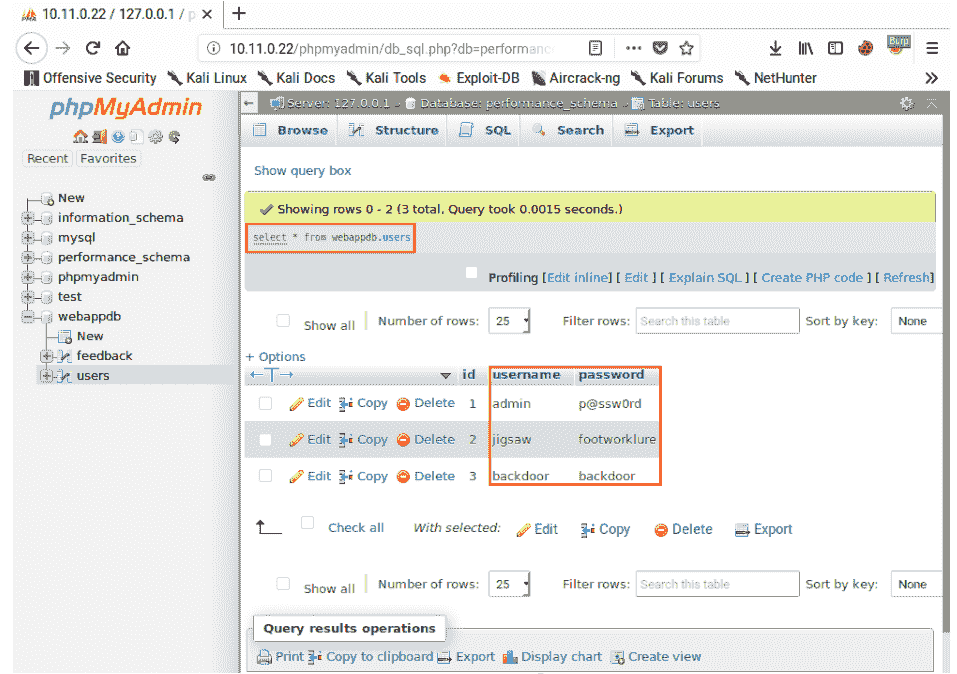 10.11.0.22 / 127.0.0.1 / p
10.11.0.22/phpmyadmin/db_sql.php?db=performance
Burp
Offensive Security Kali Linux Kali Docs Kali Tools Exploit-DB Aircrack-ng Kali Forums NetHunter
phpMyAdmin
Recent Favorites
New
information_schema
mysql
performance_schema
phpmyadmin
test
webappdb
New
feedback
users
Server: 127.0.0.1 » Database: performance_schema » Table: users
Browse Structure SQL Search Export
Show query box
Showing rows 0 - 2 (3 total, Query took 0.0015 seconds.)
select * from webappdb.users
Profiling [Edit inline] [ Edit ] [ Explain SQL ] [ Create PHP code ] [ Refresh]
Show all Number of rows: 25 Filter rows: Search this table Sort by key: None
+ Options
id username password
Edit Copy Delete 1 admin p@ssw0rd
Edit Copy Delete 2 jigsaw footworklure
Edit Copy Delete 3 backdoor backdoor
Check all With selected: Edit Copy Delete Export
Show all Number of rows: 25 Filter rows: Search this table Sort by key: None
Query results operations
Print Copy to clipboard Export Display chart Create view